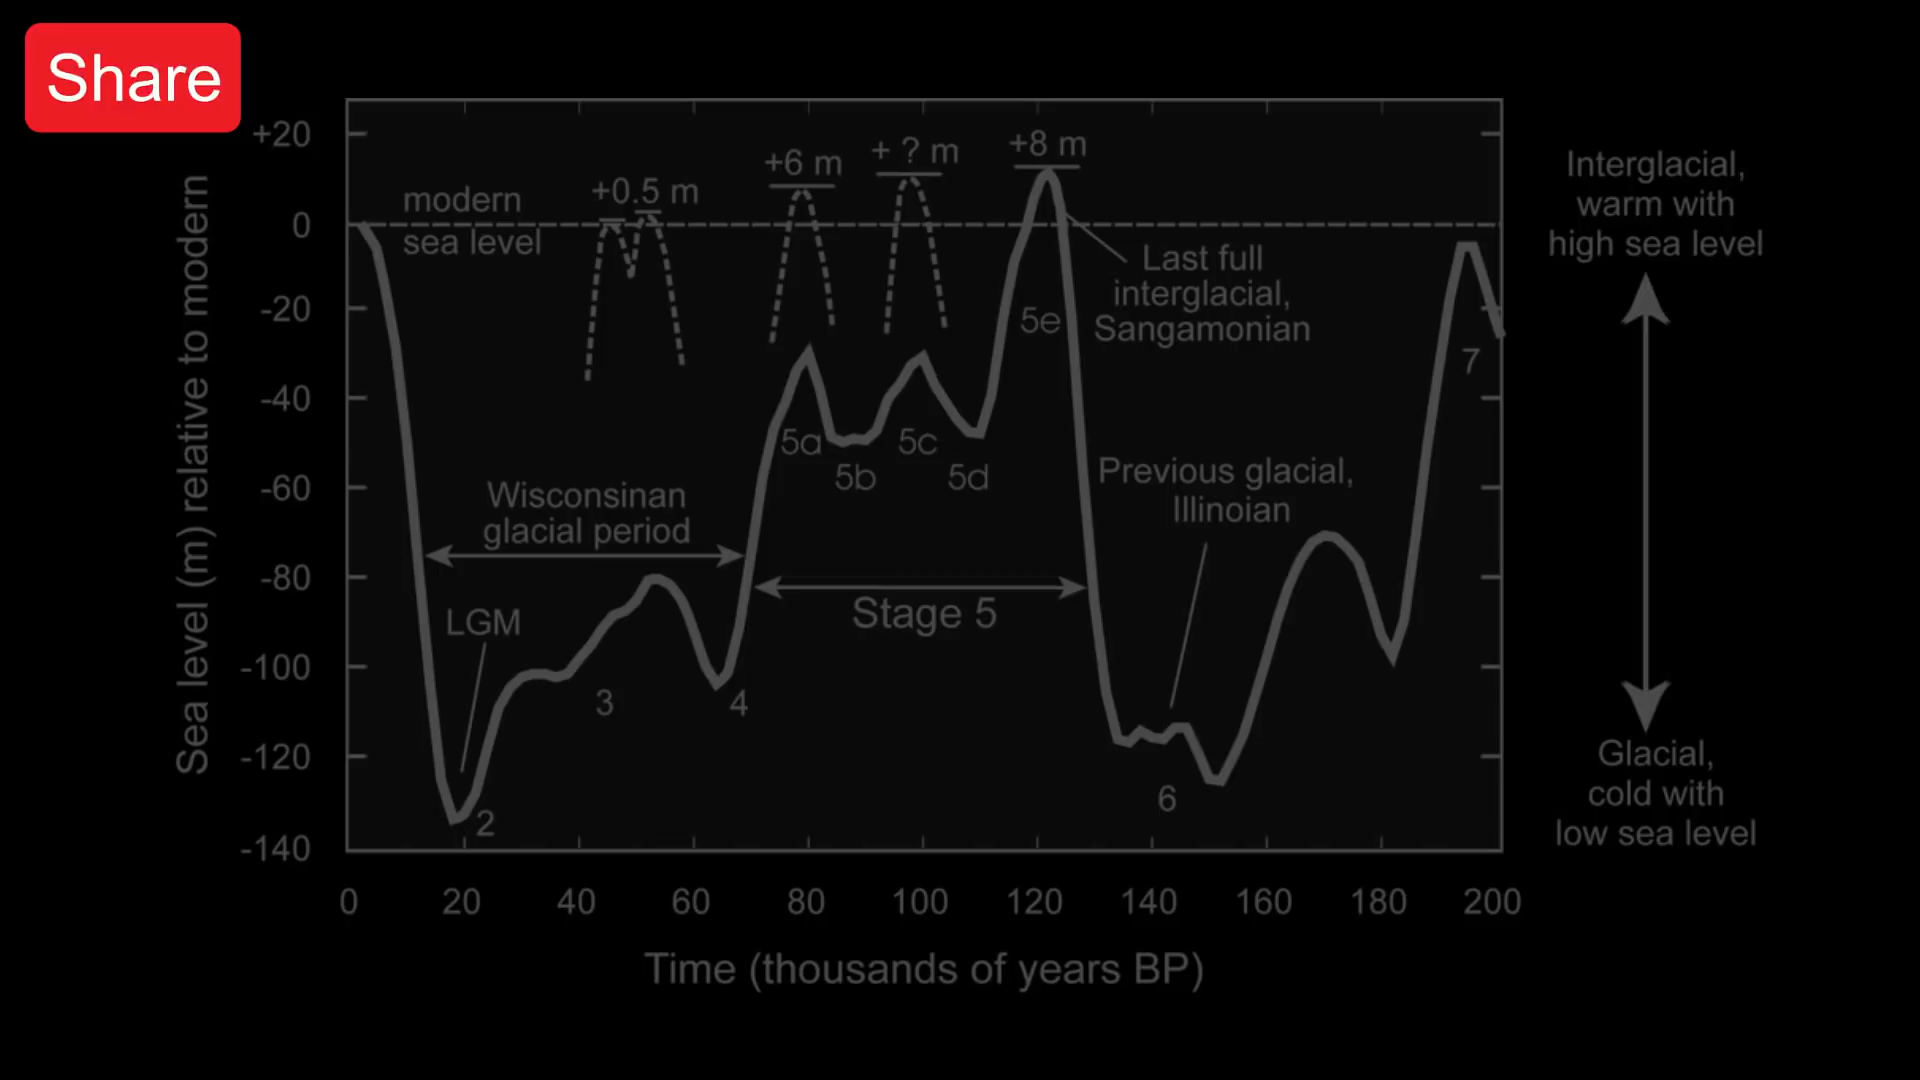 Share
Sea level (m) relative to modern
+20
0
-20
-40
-60
-80
-100
-120
-140
modern
sea level
+0.5 m
+6 m
+ ? m
+8 m
Last full
interglacial,
Sangamonian
5e
5a
5b
5c
5d
7
Wisconsinan
glacial period
Stage 5
Previous glacial,
Illinoian
LGM
2
3
4
6
0
20
40
60
80
100
120
140
160
180
200
Time (thousands of years BP)
Interglacial,
warm with
high sea level
Glacial,
cold with
low sea level